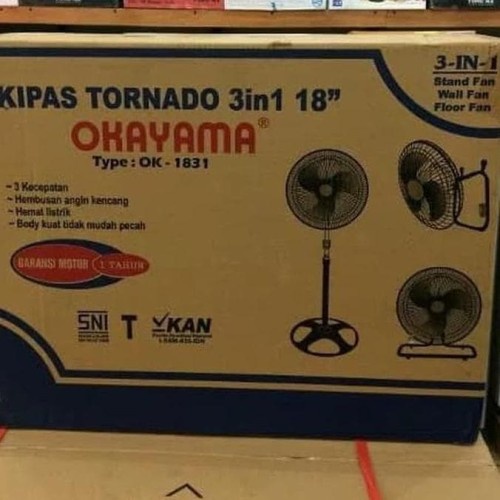 KIPAS TORNADO 3in1 18”
OKAYAMA®
Type : OK - 1831
3-IN-1
Stand Fan
Wall Fan
Floor Fan
~ 3 Kecepatan
~ Hembusan angin kencang
~ Hemat listrik
~ Body kuat tidak mudah pecah
GARANSI MOTOR 1 TAHUN
SNI
T
KAN